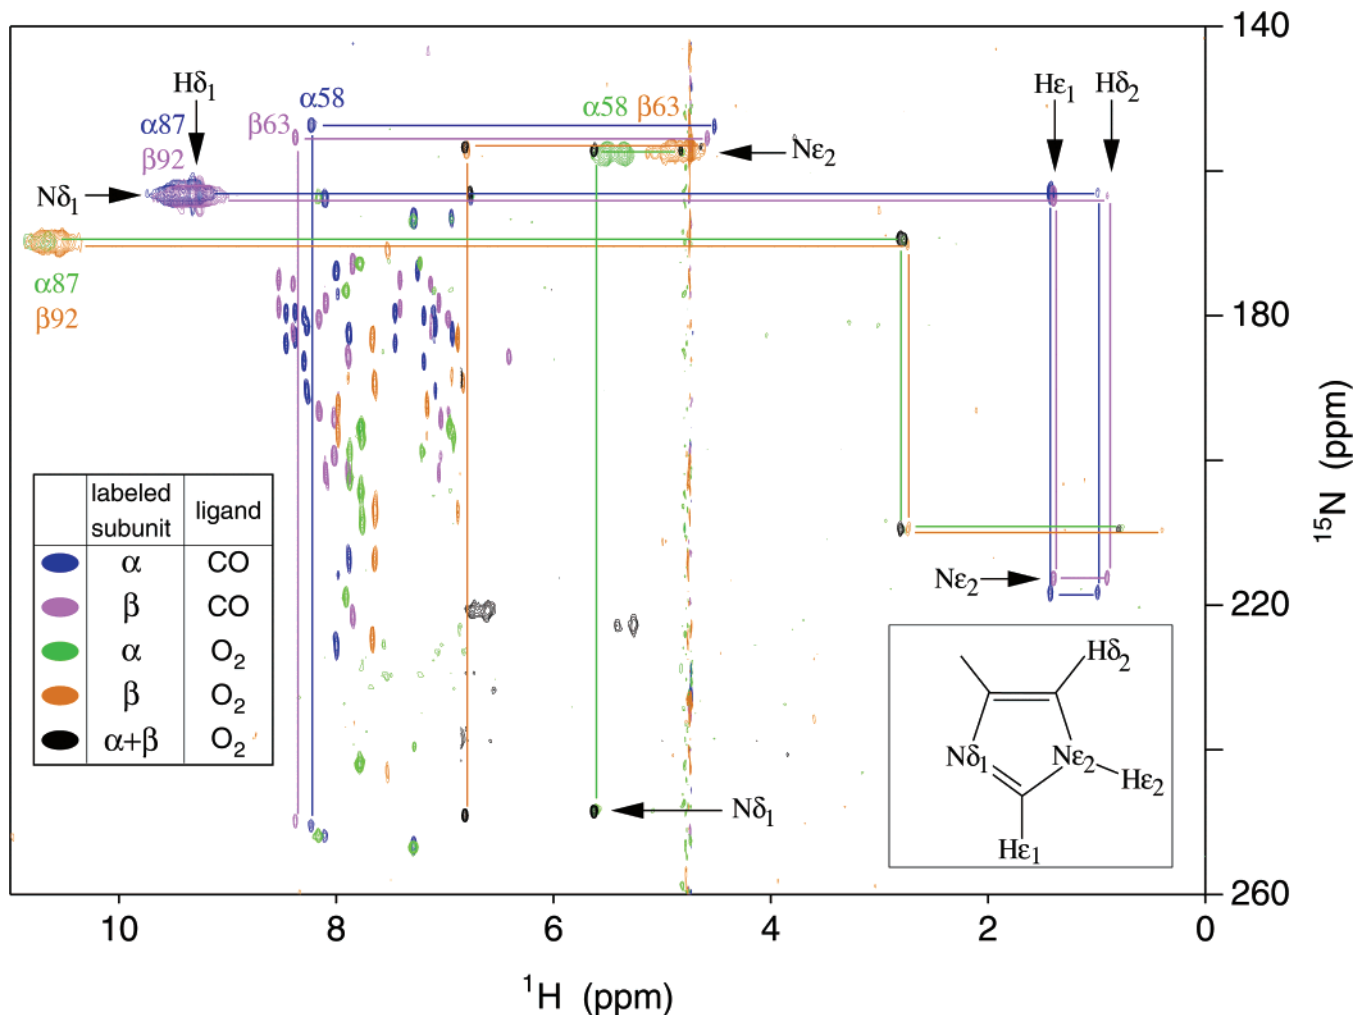 140
Hδ1
α58
α58 β63
Hε1 Hδ2
α87
β63
β92
Nε2
Nδ1
α87
β92
180
labeled subunit ligand
α CO
β CO
α O2
β O2
α+β O2
Nε2
220
Hδ2
Nδ1 Nε2
Hε2
Hε1
Nδ1
260
10 8 6 4 2 0
1H (ppm)
15N (ppm)